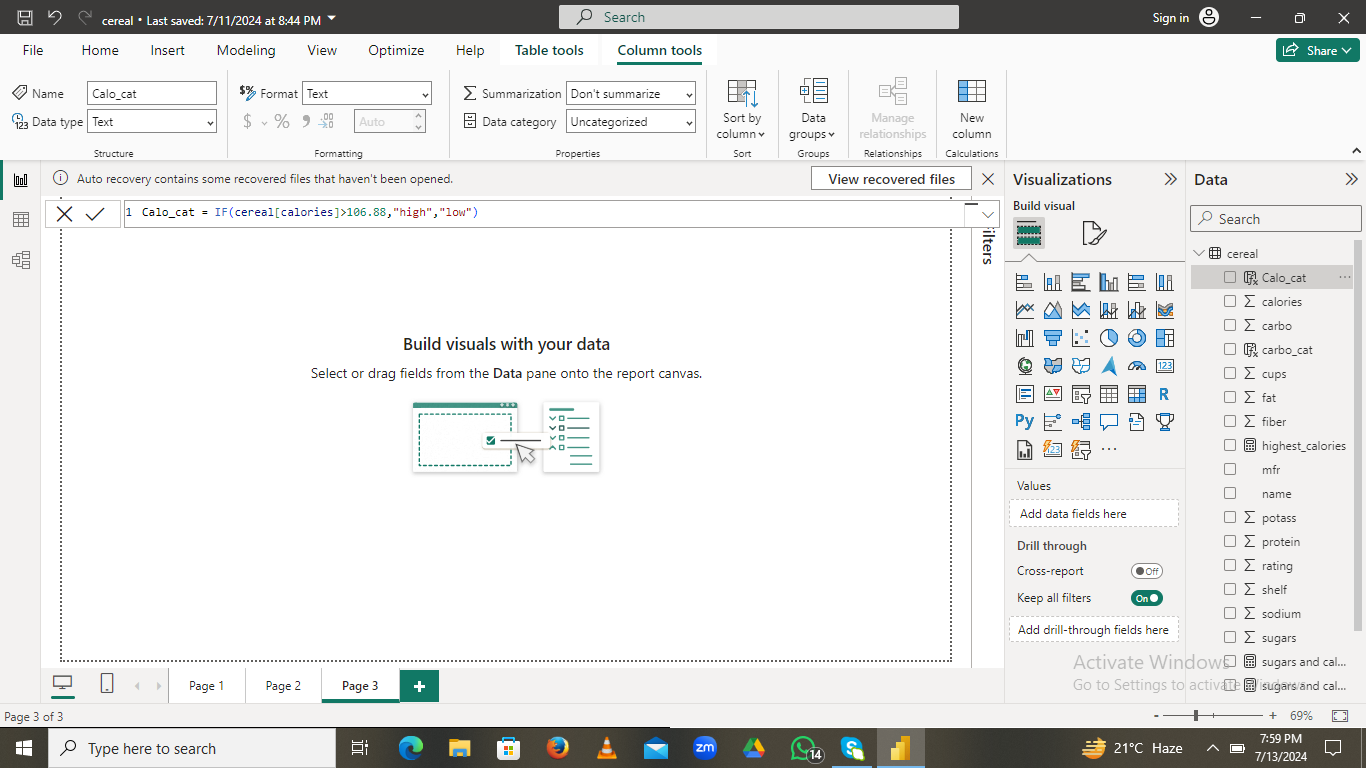 cereal • Last saved: 7/11/2024 at 8:44 PM
Search
Sign in
File Home Insert Modeling View Optimize Help Table tools Column tools
Share
Name Calo_cat
Data type Text
Structure
$% Format Text
$ % 9 .00 Auto
Formatting
Summarization Don't summarize
Data category Uncategorized
Properties
Sort by column
Sort
Data groups
Groups
Manage relationships
Relationships
New column
Calculations
Auto recovery contains some recovered files that haven't been opened.
View recovered files
1 Calo_cat = IF(cereal[calories]>106.88,"high","low")
Filters
Build visuals with your data
Select or drag fields from the Data pane onto the report canvas.
Visualizations
Build visual
123
R
Py
123
Values
Add data fields here
Drill through
Cross-report Off
Keep all filters On
Add drill-through fields here
Data
Search
cereal
Calo_cat
calories
carbo
carbo_cat
cups
fat
fiber
highest_calories
mfr
name
potass
protein
rating
shelf
sodium
sugars
sugars and cal...
sugars and cal...
Activate Windows
Go to Settings to activate Windows.
Page 1 Page 2 Page 3 +
Page 3 of 3
- + 69%
Type here to search
zm
14
21°C Haze
7:59 PM
7/13/2024